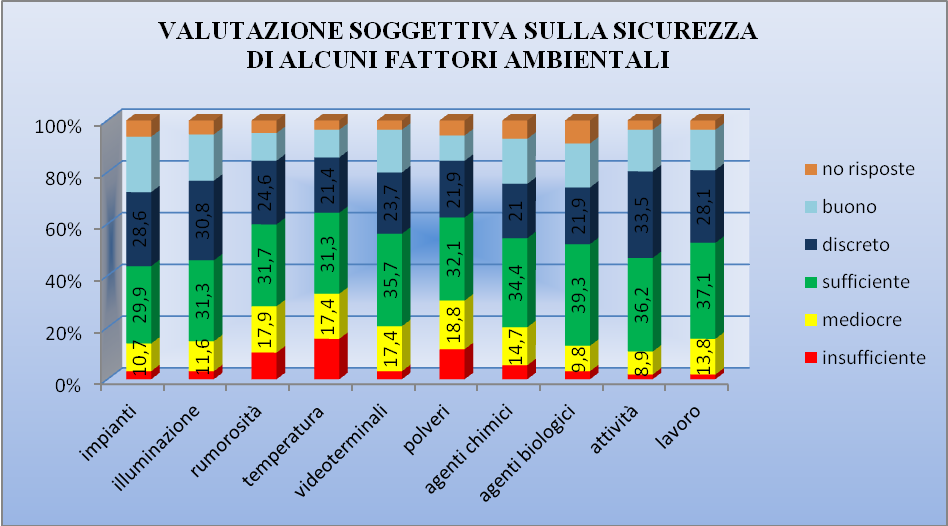 VALUTAZIONE SOGGETTIVA SULLA SICUREZZA
DI ALCUNI FATTORI AMBIENTALI
100%
80%
60%
40%
20%
0%
28,6
29,9
10,7
30,8
31,3
11,6
24,6
31,7
17,9
21,4
31,3
17,4
23,7
35,7
17,4
21,9
32,1
18,8
21
34,4
14,7
21,9
39,3
9,8
33,5
36,2
8,9
28,1
37,1
13,8
impianti
illuminazione
rumorosità
temperatura
videoterminali
polveri
agenti chimici
agenti biologici
attività
lavoro
no risposte
buono
discreto
sufficiente
mediocre
insufficiente